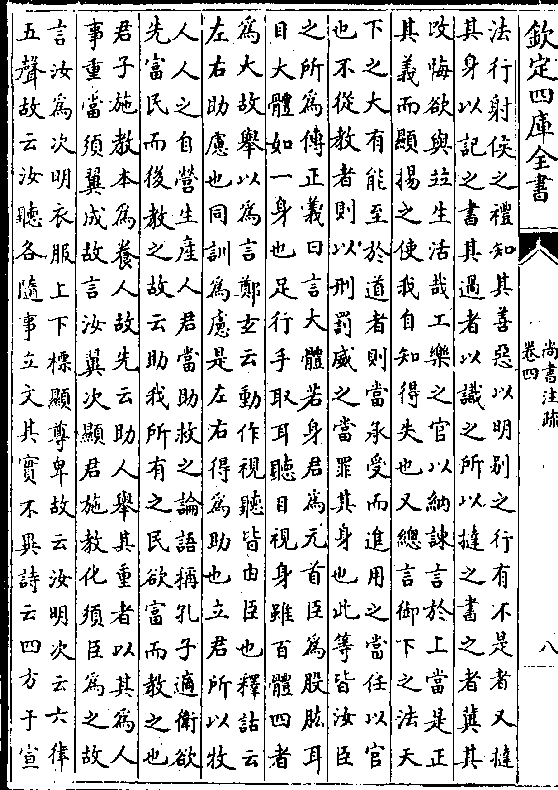 欽定四庫全書
尚書注疏
卷四
八
法行射侯之禮知其善惡以明别之行有不是者又撻
其身以記之書其過者以識之所以撻之書之者冀其
改悔欲與竝生活哉工樂之官以納諫言於上當是正
其義而顯揚之使我自知得失也又總言御下之法天
下之大有能至於道者則當承受而進用之當任以官
也不從教者則以刑罰威之當罪其身也此等皆汝臣
之所爲傳正義曰言大體若身君爲元首臣爲股肱耳
目大體如一身也足行手取耳聽目視身雖百體四者
爲大故舉以爲言鄭玄云動作視聽皆由臣也釋詁云
左右助慮也同訓爲慮是左右得爲助也立君所以牧
人人之自營生産人君當助救之論語稱孔子適衛欲
先富民而後教之故云助我所有之民欲富而教之也
君子施教本爲養人故先云助人舉其重者以其爲人
事重當須翼成故言汝翼次顯君施教化須臣爲之故
言汝爲次明衣服上下標顯尊卑故云汝明次云六律
五聲故云汝聽各隨事立文其實不異詩云四方于宣